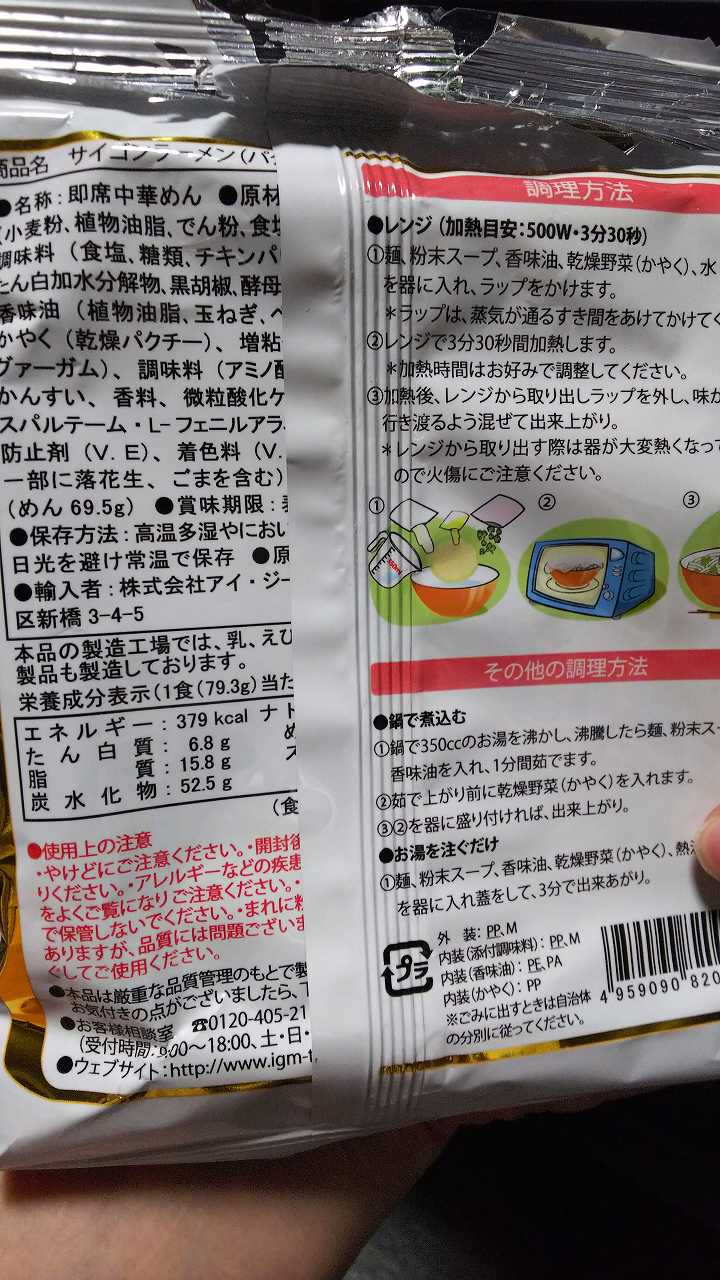 商品名 サイゴンラーメン(パ
●名称:即席中華めん ●原材
(小麦粉、植物油脂、でん粉、食塩
調味料(食塩、糖類、チキンパ
たん白加水分解物、黒胡椒、酵母
香味油(植物油脂、玉ねぎ、
かやく(乾燥パクチー)、増粘
グァーガム)、調味料(アミノ酸
かんすい、香料、微粒酸化ケ
スパルテーム・L-フェニルアラ
防止剤(V.E)、着色料(V.
一部に落花生、ごまを含む)
(めん 69.5g) ●賞味期限:表
●保存方法:高温多湿やにおい
日光を避け常温で保存 ●原
●輸入者:株式会社アイ・ジー
区新橋 3-4-5
本品の製造工場では、乳、えび
製品も製造しております。
栄養成分表示(1食(79.3g)当た
エネルギー:379 kcal ナト
たん白質:6.8 g め
脂質:15.8 g ス
炭水化物:52.5 g
(食
●使用上の注意
・やけどにご注意ください。・開封後
りください。・アレルギーなどの疾患
をよくご覧になりご注意ください。・
で保管しないでください。・まれに粉
ありますが、品質には問題ございま
ぐしてご使用ください。
●本品は厳重な品質管理のもとで製
お気付きの点がございましたら、下
●お客様相談室 ☎0120-405-21
(受付時間:9:00〜18:00、土・日・
●ウェブサイト:http://www.igm-t
調理方法
●レンジ(加熱目安:500W・3分30秒)
①麺、粉末スープ、香味油、乾燥野菜(かやく)、水
を器に入れ、ラップをかけます。
*ラップは、蒸気が通るすき間をあけてかけてく
②レンジで3分30秒間加熱します。
*加熱時間はお好みで調整してください。
③加熱後、レンジから取り出しラップを外し、味が
行き渡るよう混ぜて出来上がり。
*レンジから取り出す際は器が大変熱くなって
ので火傷にご注意ください。
① ② ③
その他の調理方法
●鍋で煮込む
①鍋で350ccのお湯を沸かし、沸騰したら麺、粉末スー
香味油を入れ、1分間茹でます。
②茹で上がり前に乾燥野菜(かやく)を入れます。
③②を器に盛り付ければ、出来上がり。
●お湯を注ぐだけ
①麺、粉末スープ、香味油、乾燥野菜(かやく)、熱
を器に入れ蓋をして、3分で出来あがり。
プラ
外 装:PP、M
内装(添付調味料):PP、M
内装(香味油):PE、PA
内装(かやく):PP
※ごみに出すときは自治体
の分別に従ってください。
4 959090 820